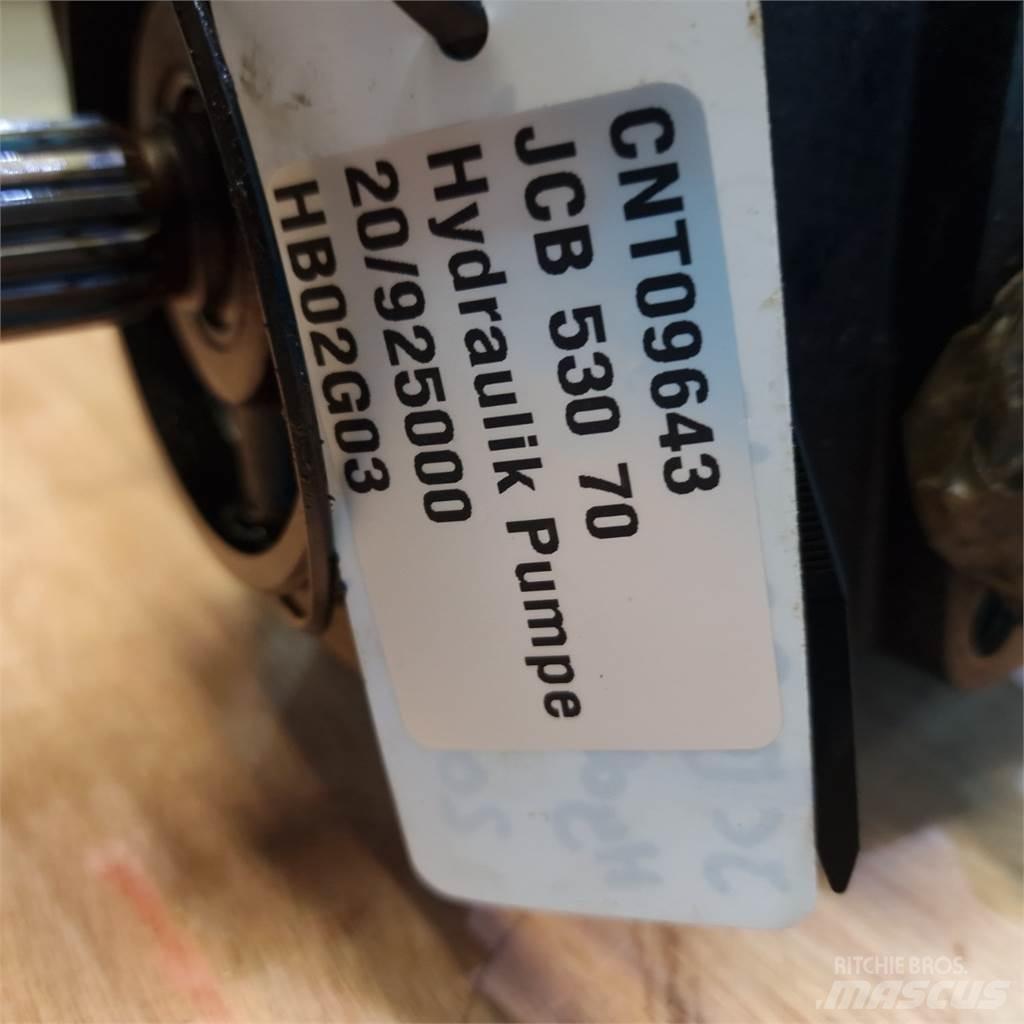 CNT09643
JCB 530 70
Hydraulik Pumpe
20/925000
HB02G03
RITCHIE BROS.
MASCUS